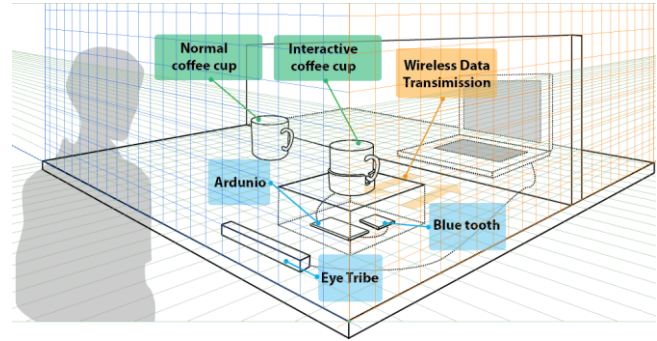 Normal
coffee cup
Interactive
coffee cup
Wireless Data
Transimission
Ardunio
Blue tooth
Eye Tribe